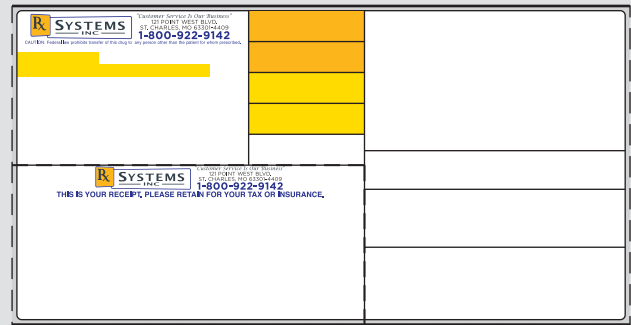 Rx SYSTEMS INC
"Customer Service Is Our Business"
121 POINT WEST BLVD.
ST. CHARLES, MO 63301-4409
1-800-922-9142
CAUTION: Federal law prohibits transfer of this drug to any person other than the patient for whom prescribed.
Rx SYSTEMS INC
"Customer Service Is Our Business"
121 POINT WEST BLVD.
ST. CHARLES, MO 63301-4409
1-800-922-9142
THIS IS YOUR RECEIPT, PLEASE RETAIN FOR YOUR TAX OR INSURANCE.